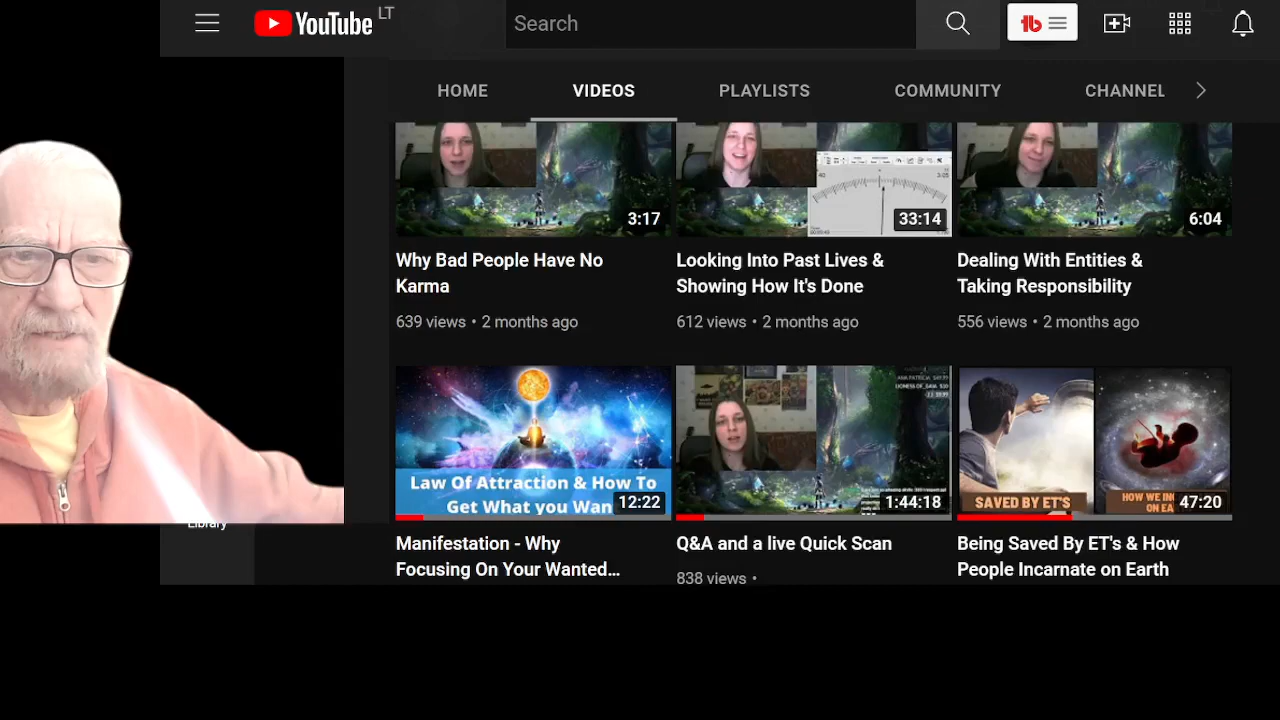 YouTube LT
Search
HOME VIDEOS PLAYLISTS COMMUNITY CHANNEL
3:17
33:14
6:04
Why Bad People Have No
Karma
639 views • 2 months ago
Looking Into Past Lives &
Showing How It's Done
612 views • 2 months ago
Dealing With Entities &
Taking Responsibility
556 views • 2 months ago
Law Of Attraction & How To
Get What you Wan
12:22
1:44:18
SAVED BY ET'S
47:20
Library
Manifestation - Why
Focusing On Your Wanted...
Q&A and a live Quick Scan
838 views •
Being Saved By ET's & How
People Incarnate on Earth